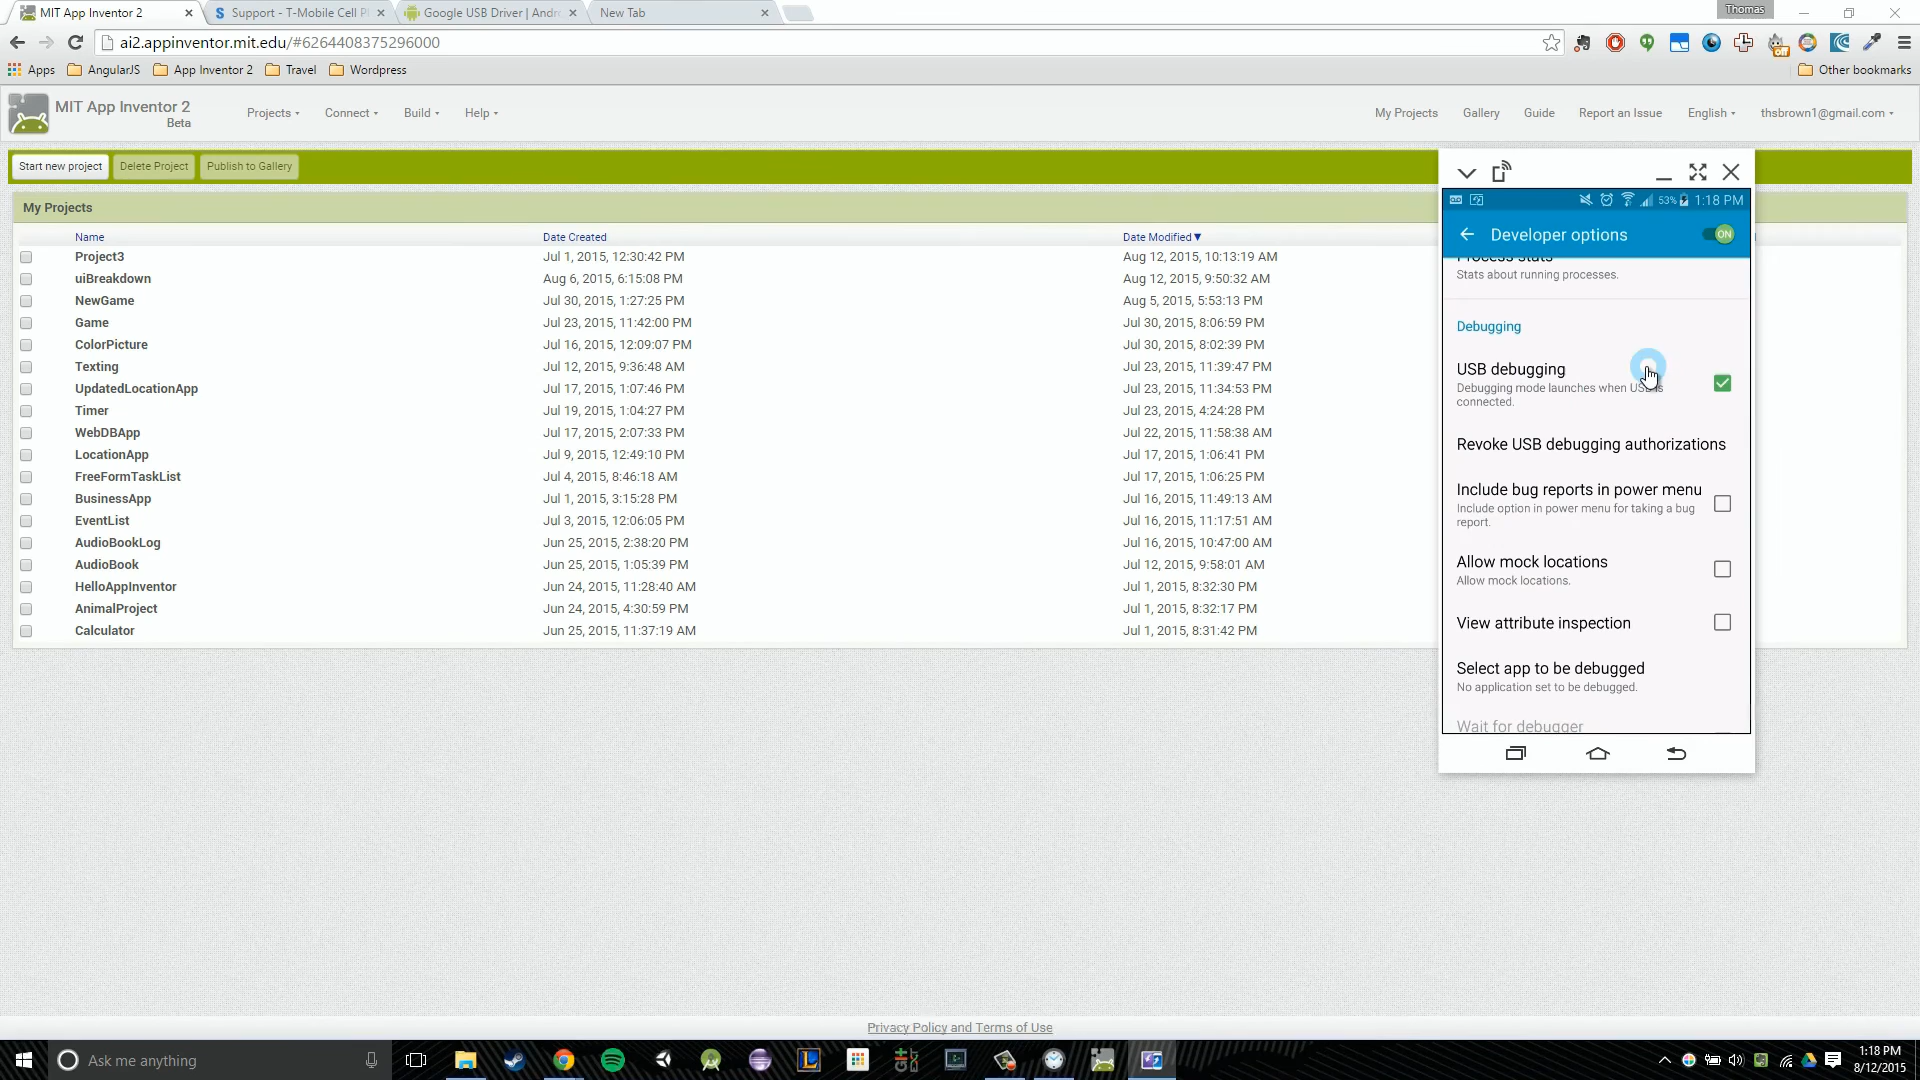 MIT App Inventor 2
Support - T-Mobile Cell P
Google USB Driver | Andr
New Tab
Thomas
ai2.appinventor.mit.edu/#6264408375296000
Apps
AngularJS
App Inventor 2
Travel
Wordpress
Other bookmarks
MIT App Inventor 2
Beta
Projects
Connect
Build
Help
My Projects
Gallery
Guide
Report an Issue
English
thsbrown1@gmail.com
Start new project
Delete Project
Publish to Gallery
My Projects
Name Date Created Date Modified
Project3 Jul 1, 2015, 12:30:42 PM Aug 12, 2015, 10:13:19 AM
uiBreakdown Aug 6, 2015, 6:15:08 PM Aug 12, 2015, 9:50:32 AM
NewGame Jul 30, 2015, 1:27:25 PM Aug 5, 2015, 5:53:13 PM
Game Jul 23, 2015, 11:42:00 PM Jul 30, 2015, 8:06:59 PM
ColorPicture Jul 16, 2015, 12:09:07 PM Jul 30, 2015, 8:02:39 PM
Texting Jul 12, 2015, 9:36:48 AM Jul 23, 2015, 11:39:47 PM
UpdatedLocationApp Jul 17, 2015, 1:07:46 PM Jul 23, 2015, 11:34:53 PM
Timer Jul 19, 2015, 1:04:27 PM Jul 23, 2015, 4:24:28 PM
WebDBApp Jul 17, 2015, 2:07:33 PM Jul 22, 2015, 11:58:38 AM
LocationApp Jul 9, 2015, 12:49:10 PM Jul 17, 2015, 1:06:41 PM
FreeFormTaskList Jul 4, 2015, 8:46:18 AM Jul 17, 2015, 1:06:25 PM
BusinessApp Jul 1, 2015, 3:15:28 PM Jul 16, 2015, 11:49:13 AM
EventList Jul 3, 2015, 12:06:05 PM Jul 16, 2015, 11:17:51 AM
AudioBookLog Jun 25, 2015, 2:38:20 PM Jul 16, 2015, 10:47:00 AM
AudioBook Jun 25, 2015, 1:05:39 PM Jul 12, 2015, 9:58:01 AM
HelloAppInventor Jun 24, 2015, 11:28:40 AM Jul 1, 2015, 8:32:30 PM
AnimalProject Jun 24, 2015, 4:30:59 PM Jul 1, 2015, 8:32:17 PM
Calculator Jun 25, 2015, 11:37:19 AM Jul 1, 2015, 8:31:42 PM
53% 1:18 PM
Developer options
ON
Process stats
Stats about running processes.
Debugging
USB debugging
Debugging mode launches when USB is
connected.
Revoke USB debugging authorizations
Include bug reports in power menu
Include option in power menu for taking a bug
report.
Allow mock locations
Allow mock locations.
View attribute inspection
Select app to be debugged
No application set to be debugged.
Wait for debugger
Privacy Policy and Terms of Use
Ask me anything
1:18 PM
8/12/2015